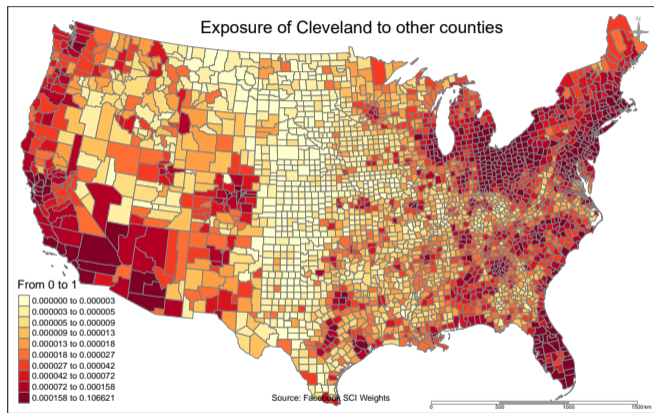 Exposure of Cleveland to other counties
N
From 0 to 1
0.000000 to 0.000003
0.000003 to 0.000005
0.000005 to 0.000009
0.000009 to 0.000013
0.000013 to 0.000018
0.000018 to 0.000027
0.000027 to 0.000042
0.000042 to 0.000072
0.000072 to 0.000158
0.000158 to 0.106621
Source: Facebook SCI Weights
0 500 1000 1500 km